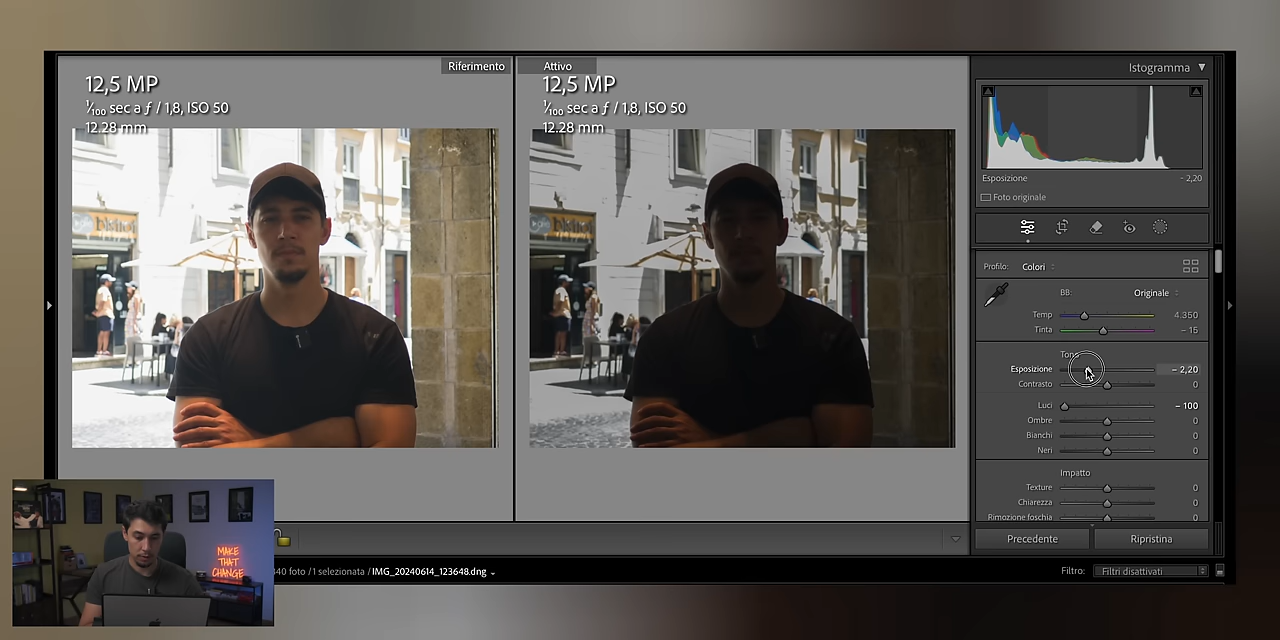 Riferimento
12,5 MP
1/100 sec a ƒ / 1,8, ISO 50
12.28 mm
Attivo
12,5 MP
1/100 sec a ƒ / 1,8, ISO 50
12.28 mm
Istogramma ▼
Esposizione – 2,20
Foto originale
Profilo: Colori
BB: Originale
Temp 4.350
Tinta – 15
Tono
Esposizione – 2,20
Contrasto 0
Luci – 100
Ombre 0
Bianchi 0
Neri 0
Impatto
Texture 0
Chiarezza 0
Rimozione foschia 0
Precedente Ripristina
40 foto / 1 selezionata / IMG_20240614_123648.dng
Filtro: Filtri disattivati
MAKE
THAT
CHANGE